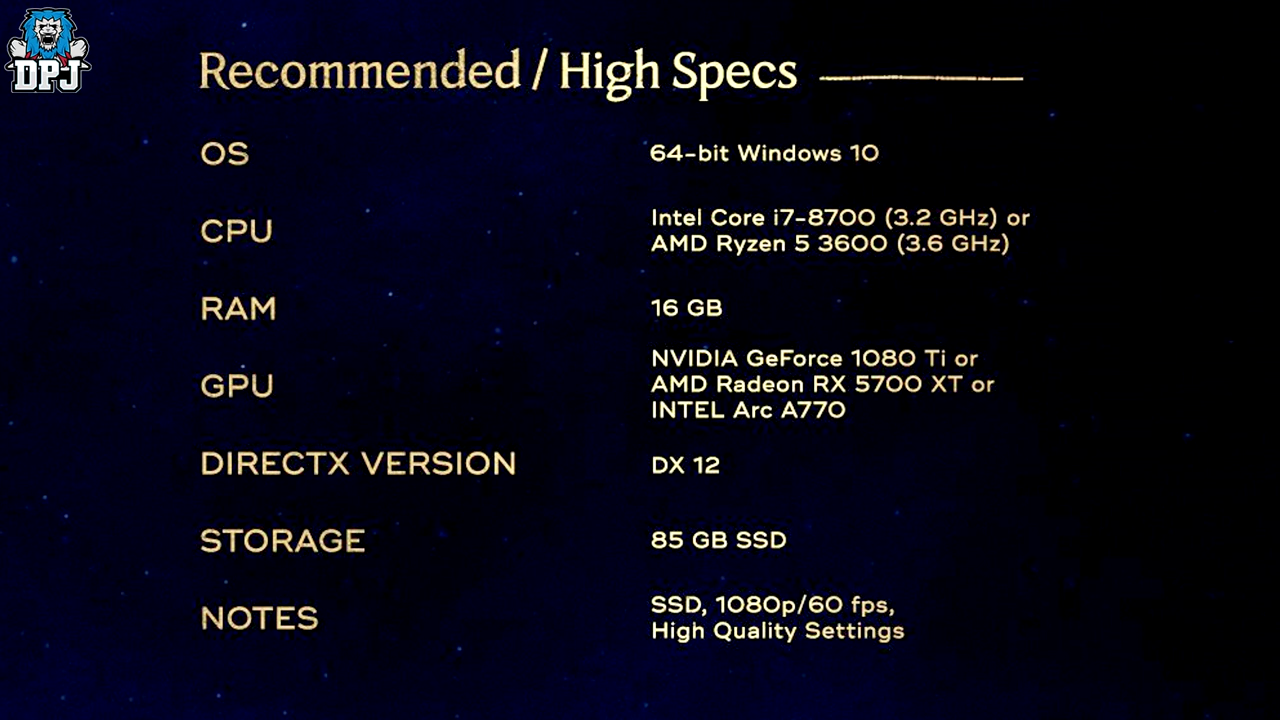 DPJ
Recommended / High Specs
OS
64-bit Windows 10
CPU
Intel Core i7-8700 (3.2 GHz) or
AMD Ryzen 5 3600 (3.6 GHz)
RAM
16 GB
GPU
NVIDIA GeForce 1080 Ti or
AMD Radeon RX 5700 XT or
INTEL Arc A770
DIRECTX VERSION
DX 12
STORAGE
85 GB SSD
NOTES
SSD, 1080p/60 fps,
High Quality Settings